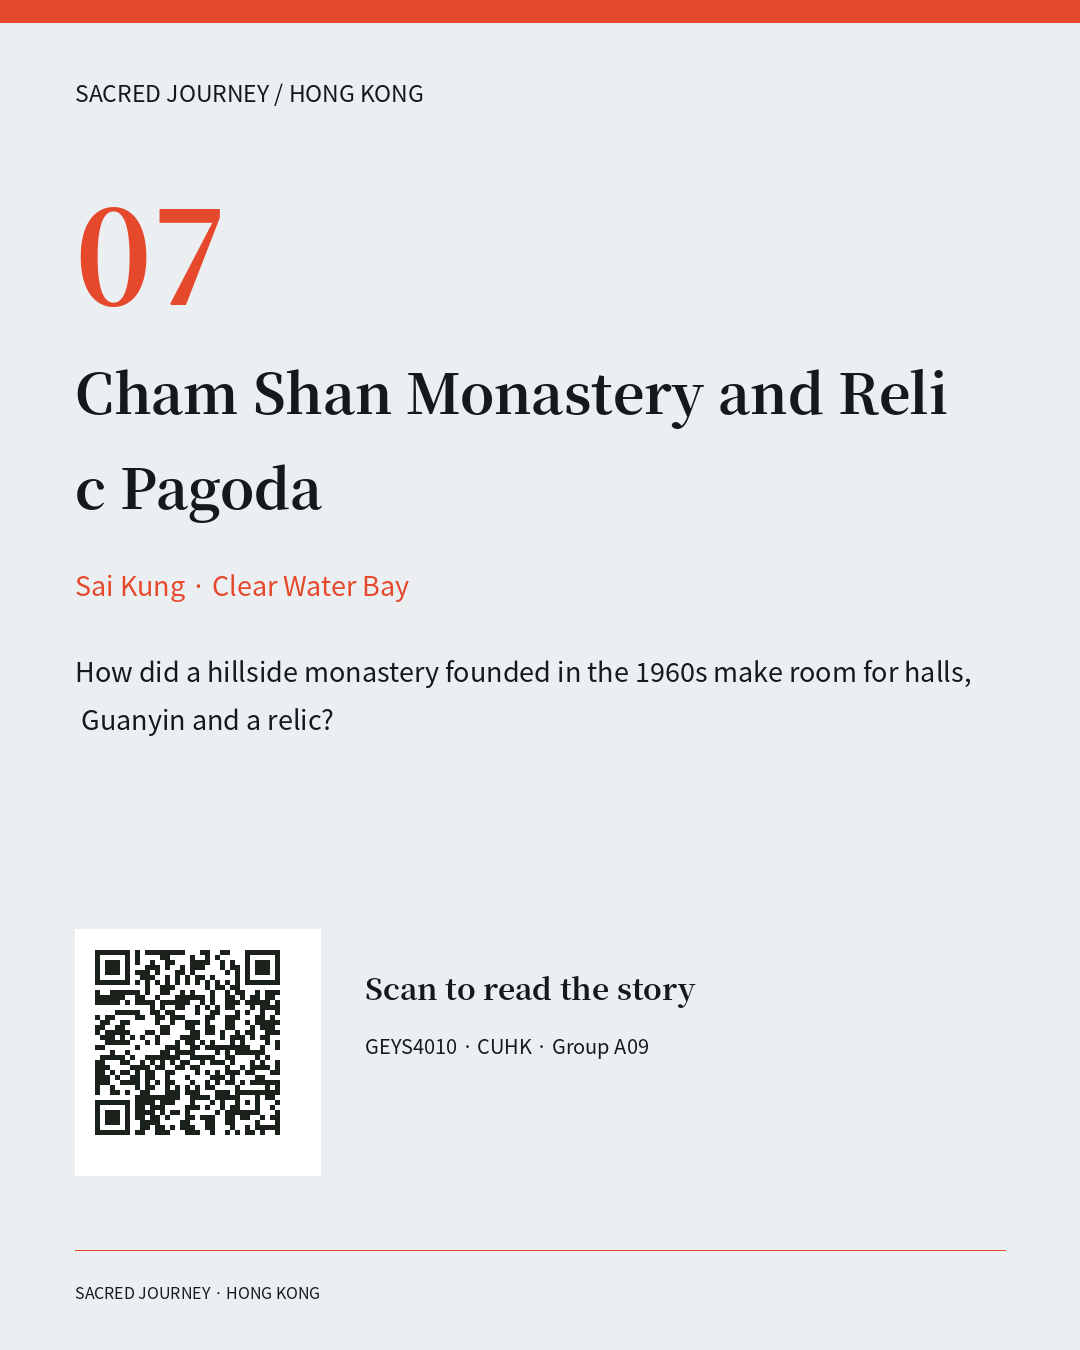 SACRED JOURNEY / HONG KONG
07
Cham Shan Monastery and Reli
c Pagoda
Sai Kung · Clear Water Bay
How did a hillside monastery founded in the 1960s make room for halls,
Guanyin and a relic?
Scan to read the story
GEYS4010 · CUHK · Group A09
SACRED JOURNEY · HONG KONG